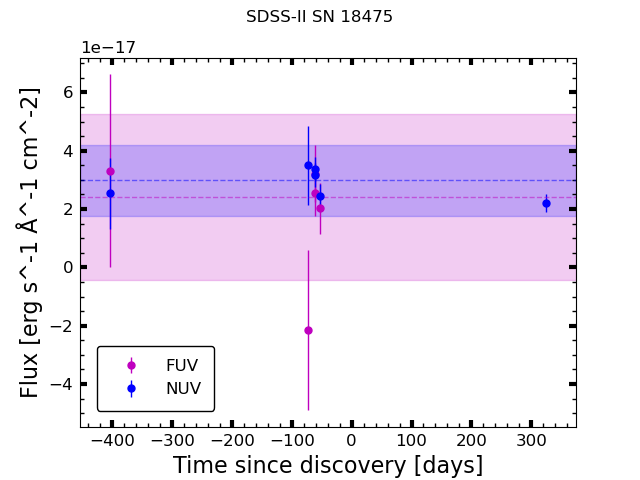 SDSS-II SN 18475
1e−17
6
4
2
0
−2
−4
Flux [erg s^-1 Å^-1 cm^-2]
FUV
NUV
−400 −300 −200 −100 0 100 200 300
Time since discovery [days]